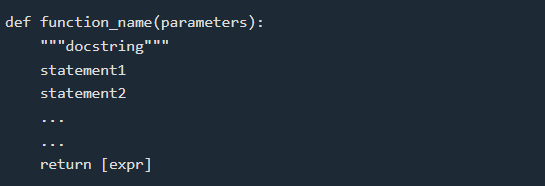 def function_name(parameters):
    """docstring"""
    statement1
    statement2
    ...
    ...
    return [expr]